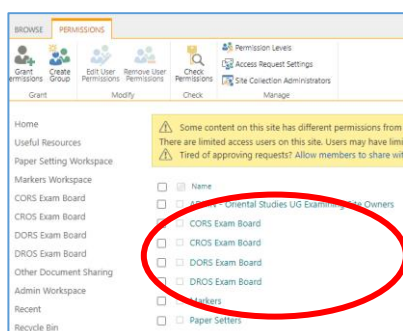 BROWSE PERMISSIONS
Grant Permissions
Create Group
Edit User Permissions
Remove User Permissions
Check Permissions
Permission Levels
Access Request Settings
Site Collection Administrators
Grant Modify Check Manage
Home
Useful Resources
Paper Setting Workspace
Markers Workspace
CORS Exam Board
CROS Exam Board
DORS Exam Board
DROS Exam Board
Other Document Sharing
Admin Workspace
Recent
Recycle Bin
Some content on this site has different permissions from
There are limited access users on this site. Users may have limi
Tired of approving requests? Allow members to share wit
Name
- Oriental Studies UG Examining Site Owners
CORS Exam Board
CROS Exam Board
DORS Exam Board
DROS Exam Board
Markers
Paper Setters